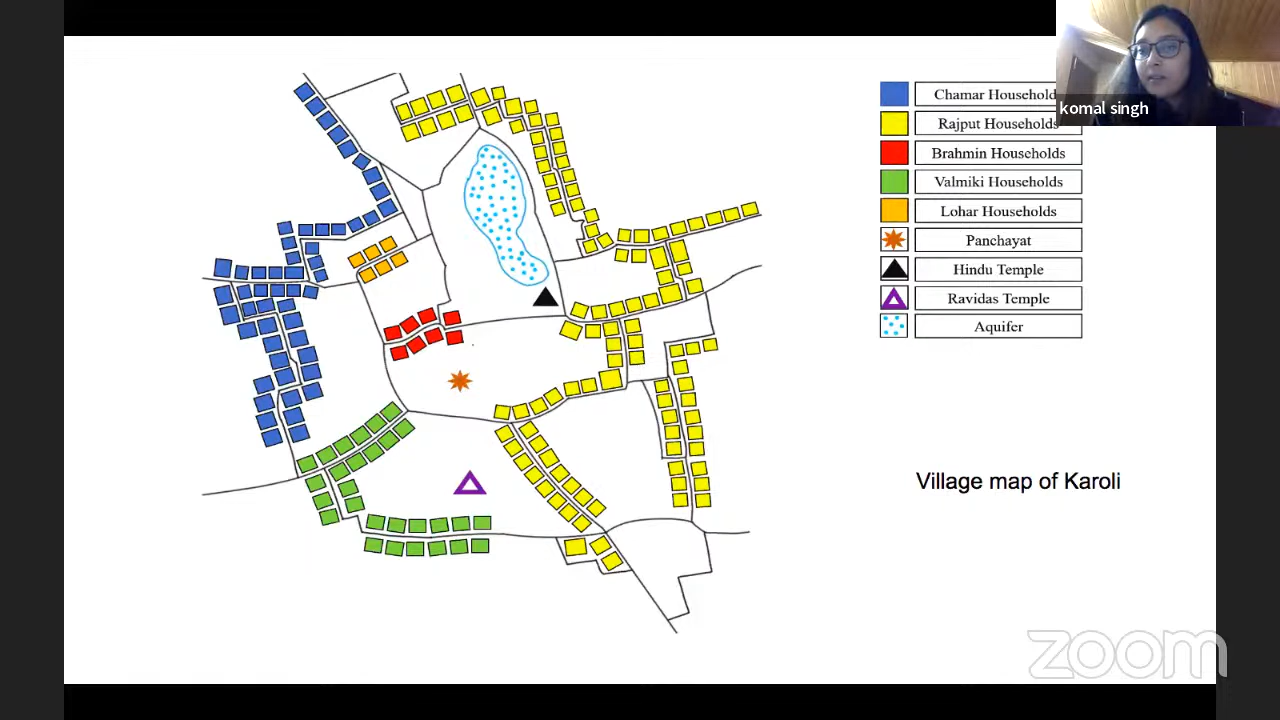 komal singh
Chamar Household
Rajput Households
Brahmin Households
Valmiki Households
Lohar Households
Panchayat
Hindu Temple
Ravidas Temple
Aquifer
Village map of Karoli
zoom